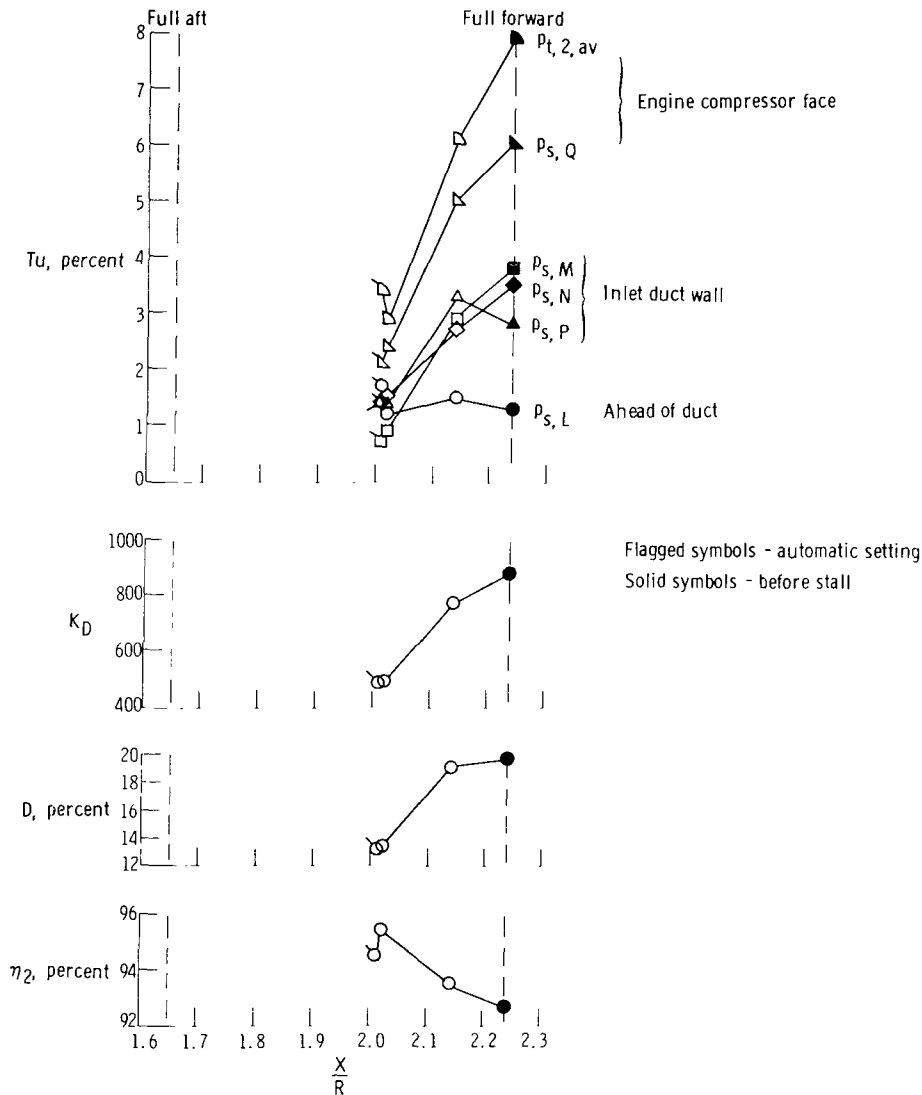 Full aft
Full forward
8
7
6
5
4
3
2
1
0
Tu, percent
p_t, 2, av
p_s, Q
Engine compressor face
p_s, M
p_s, N
p_s, P
Inlet duct wall
p_s, L
Ahead of duct
1000
800
600
400
K_D
Flagged symbols - automatic setting
Solid symbols - before stall
20
18
16
14
12
D, percent
96
94
92
η_2, percent
1.6 1.7 1.8 1.9 2.0 2.1 2.2 2.3
X
R